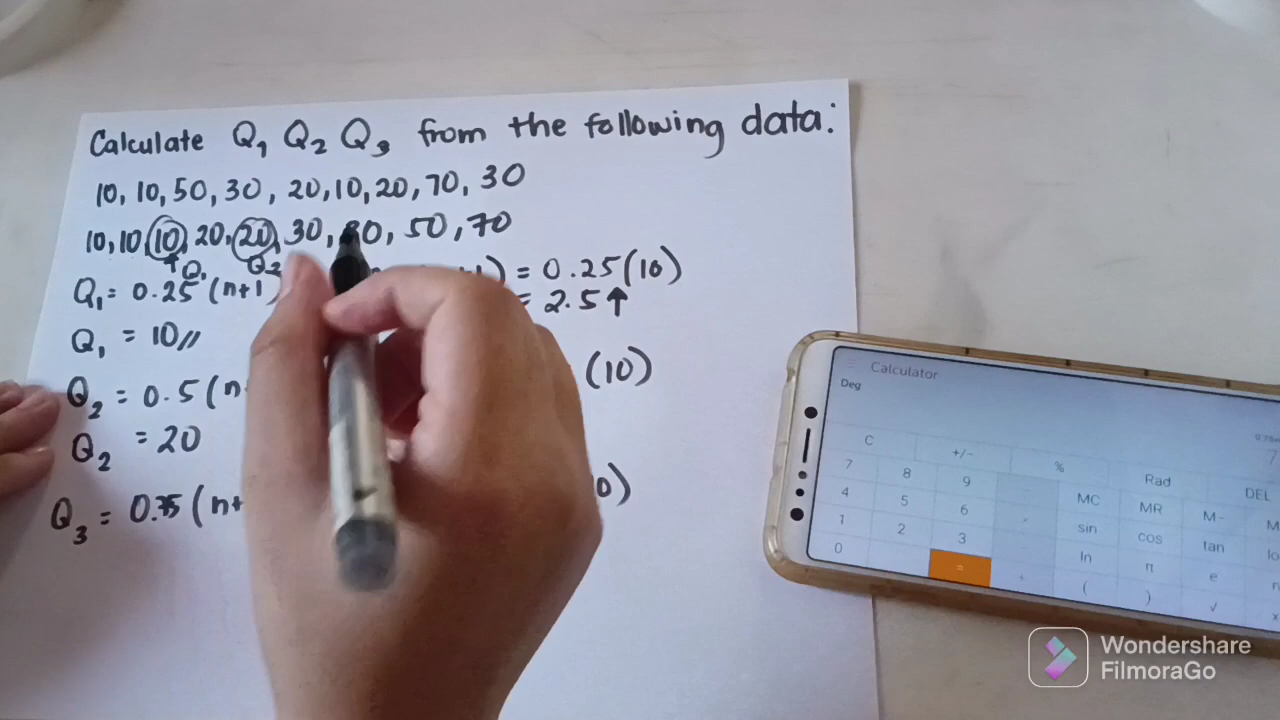 Calculate Q1 Q2 Q3 from the following data:
10, 10, 50, 30, 20, 10, 20, 70, 30
10, 10, 10, 20, 20, 30, 30, 50, 70
Q1 Q2
Q1 = 0.25 (n+1) = 0.25(10)
= 2.5↑
Q1 = 10//
Q2 = 0.5 (n+ (10)
Q2 = 20
Q3 = 0.75 (n+ 0)
Calculator
Deg
C +/- % Rad DEL
7 8 9 MC MR M-
4 5 6 sin cos tan
1 2 3 ln π e
0 = + ( ) √
Wondershare
FilmoraGo